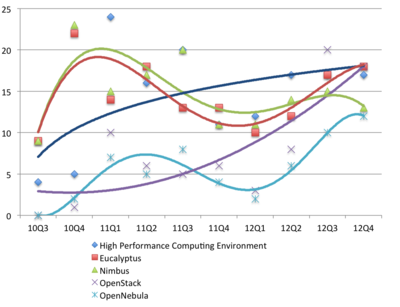 25
20
15
10
5
0
10Q3 10Q4 11Q1 11Q2 11Q3 11Q4 12Q1 12Q2 12Q3 12Q4
High Performance Computing Environment
Eucalyptus
Nimbus
OpenStack
OpenNebula